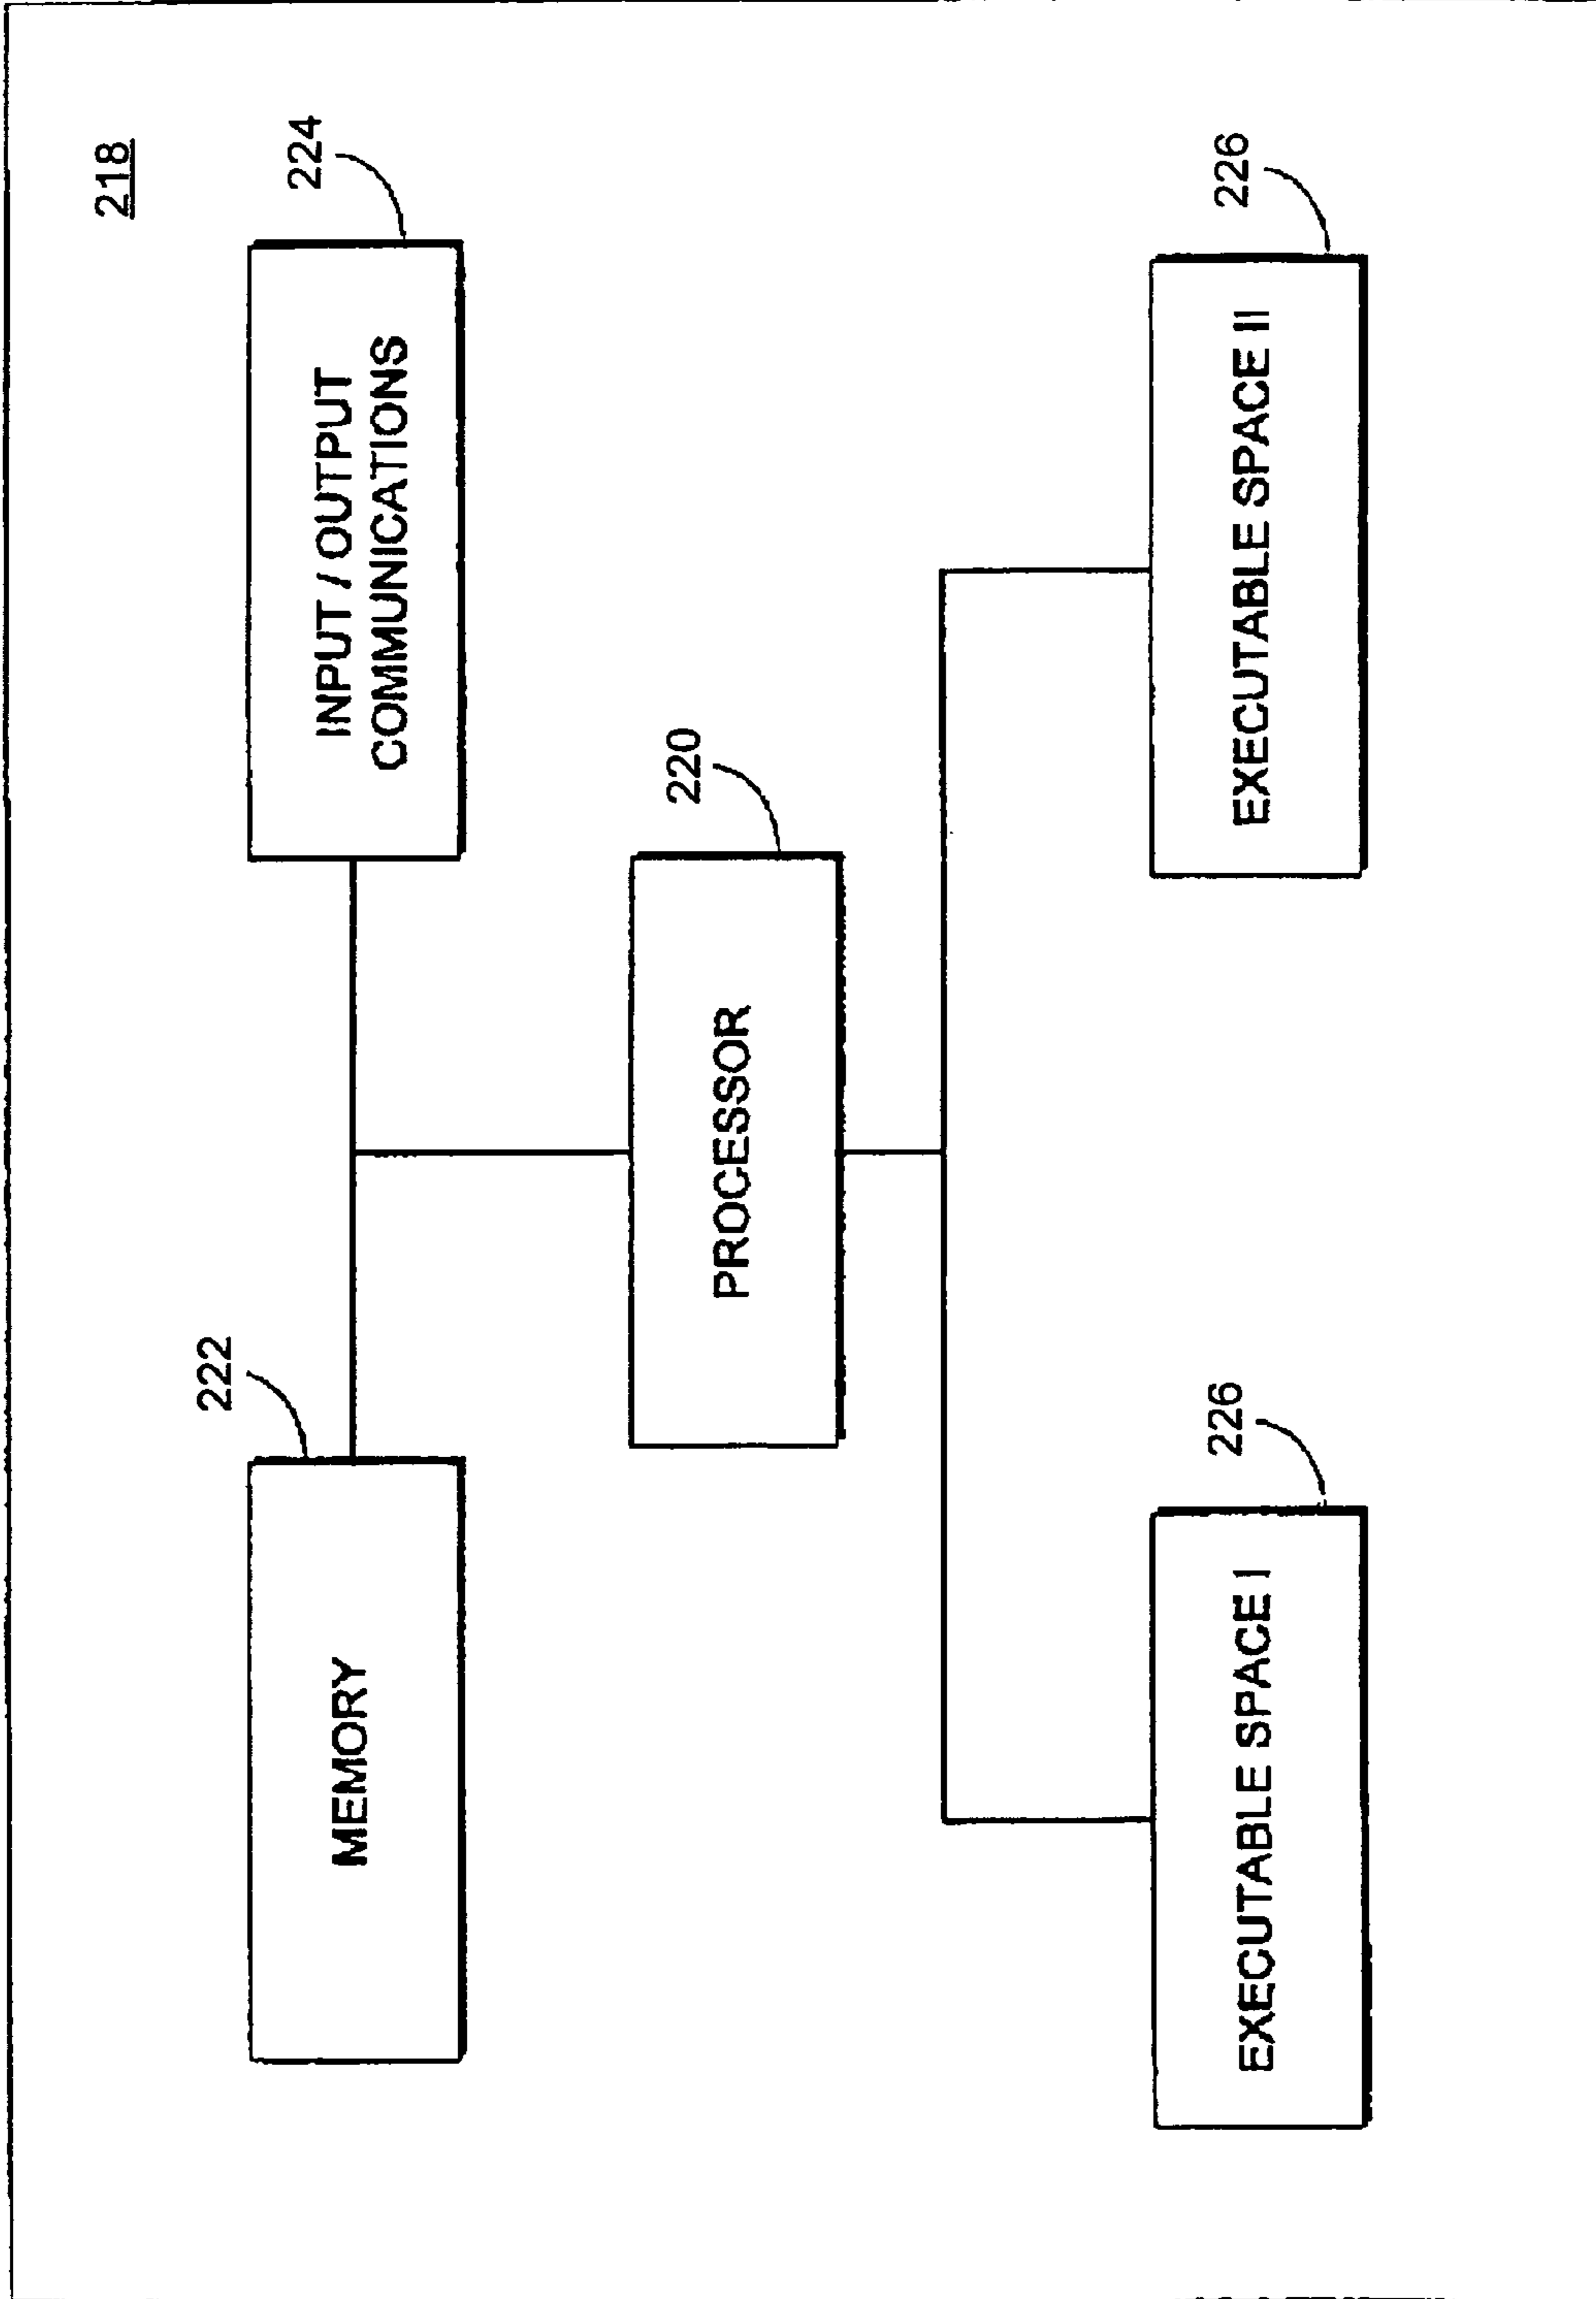 218
222
224
MEMORY
INPUT / OUTPUT
COMMUNICATIONS
220
PROCESSOR
226
226
EXECUTABLE SPACE I
EXECUTABLE SPACE II